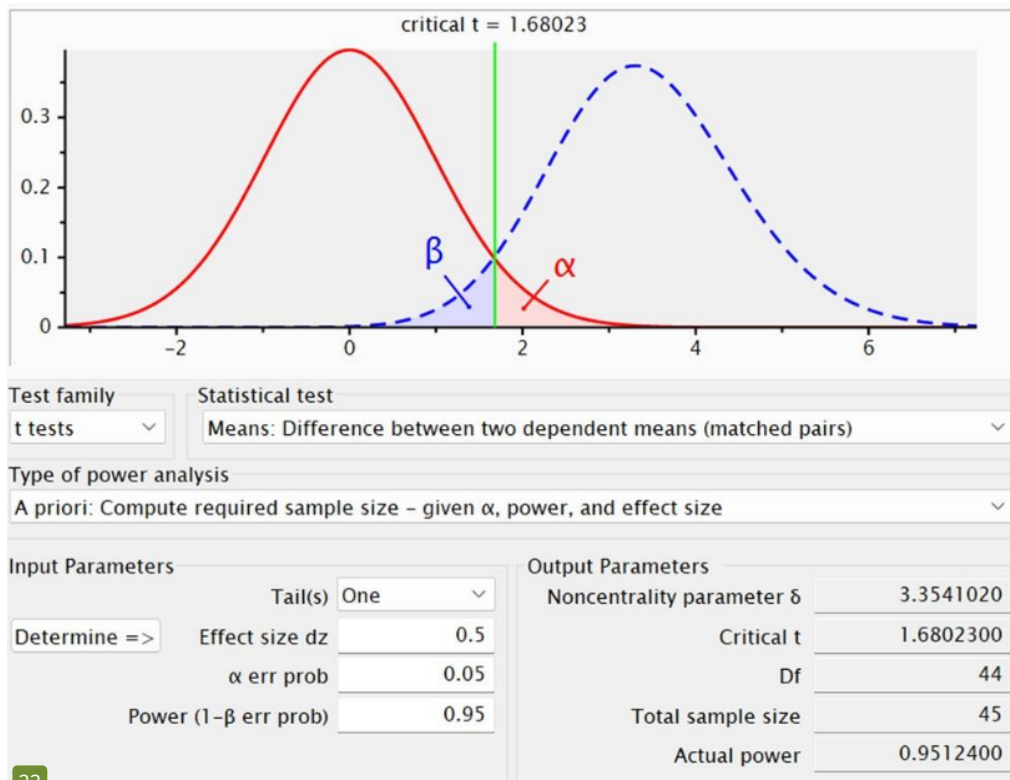 critical t = 1.68023
0.3
0.2
0.1
0
β
α
−2 0 2 4 6
Test family Statistical test
t tests Means: Difference between two dependent means (matched pairs)
Type of power analysis
A priori: Compute required sample size – given α, power, and effect size
Input Parameters Output Parameters
Tail(s) One Noncentrality parameter δ 3.3541020
Determine => Effect size dz 0.5 Critical t 1.6802300
α err prob 0.05 Df 44
Power (1−β err prob) 0.95 Total sample size 45
Actual power 0.9512400